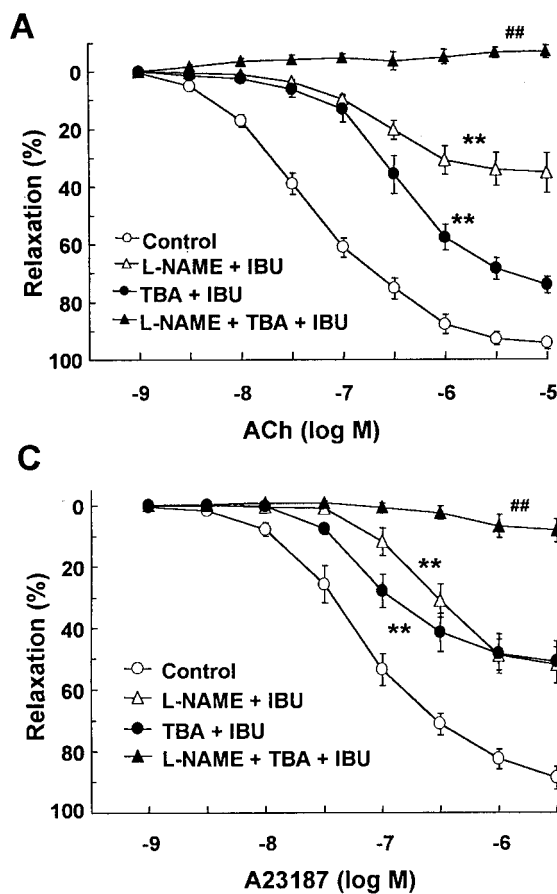 A
##
0
20
**
40
**
60
80
100
Relaxation (%)
Control
L-NAME + IBU
TBA + IBU
L-NAME + TBA + IBU
-9 -8 -7 -6 -5
ACh (log M)
C
##
0
20
**
40
**
60
80
100
Relaxation (%)
Control
L-NAME + IBU
TBA + IBU
L-NAME + TBA + IBU
-9 -8 -7 -6
A23187 (log M)